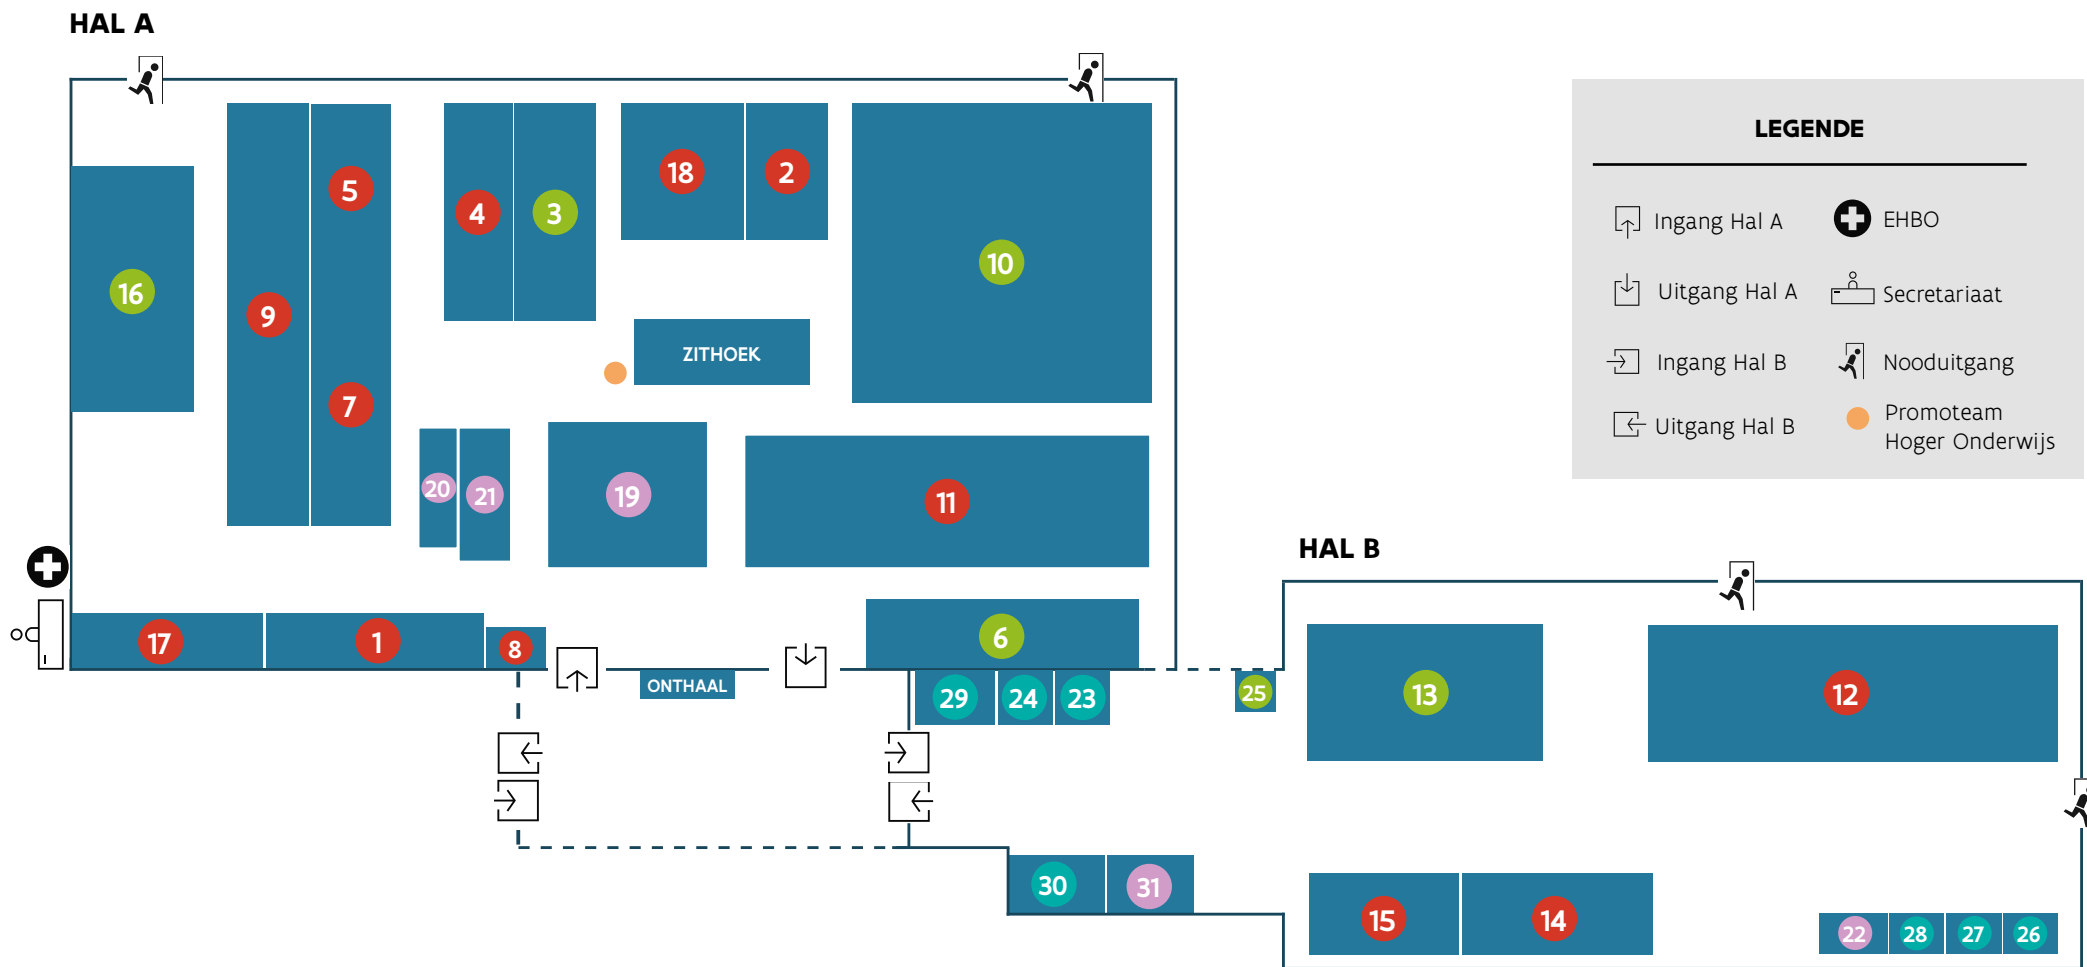 HAL A
5
18
2
4
3
10
16
9
ZITHOEK
7
20
21
19
11
17
1
8
6
ONTHAAL
29
24
23
LEGENDE
Ingang Hal A
EHBO
Uitgang Hal A
Secretariaat
Ingang Hal B
Nooduitgang
Uitgang Hal B
Promoteam
Hoger Onderwijs
HAL B
25
13
12
30
31
15
14
22
28
27
26